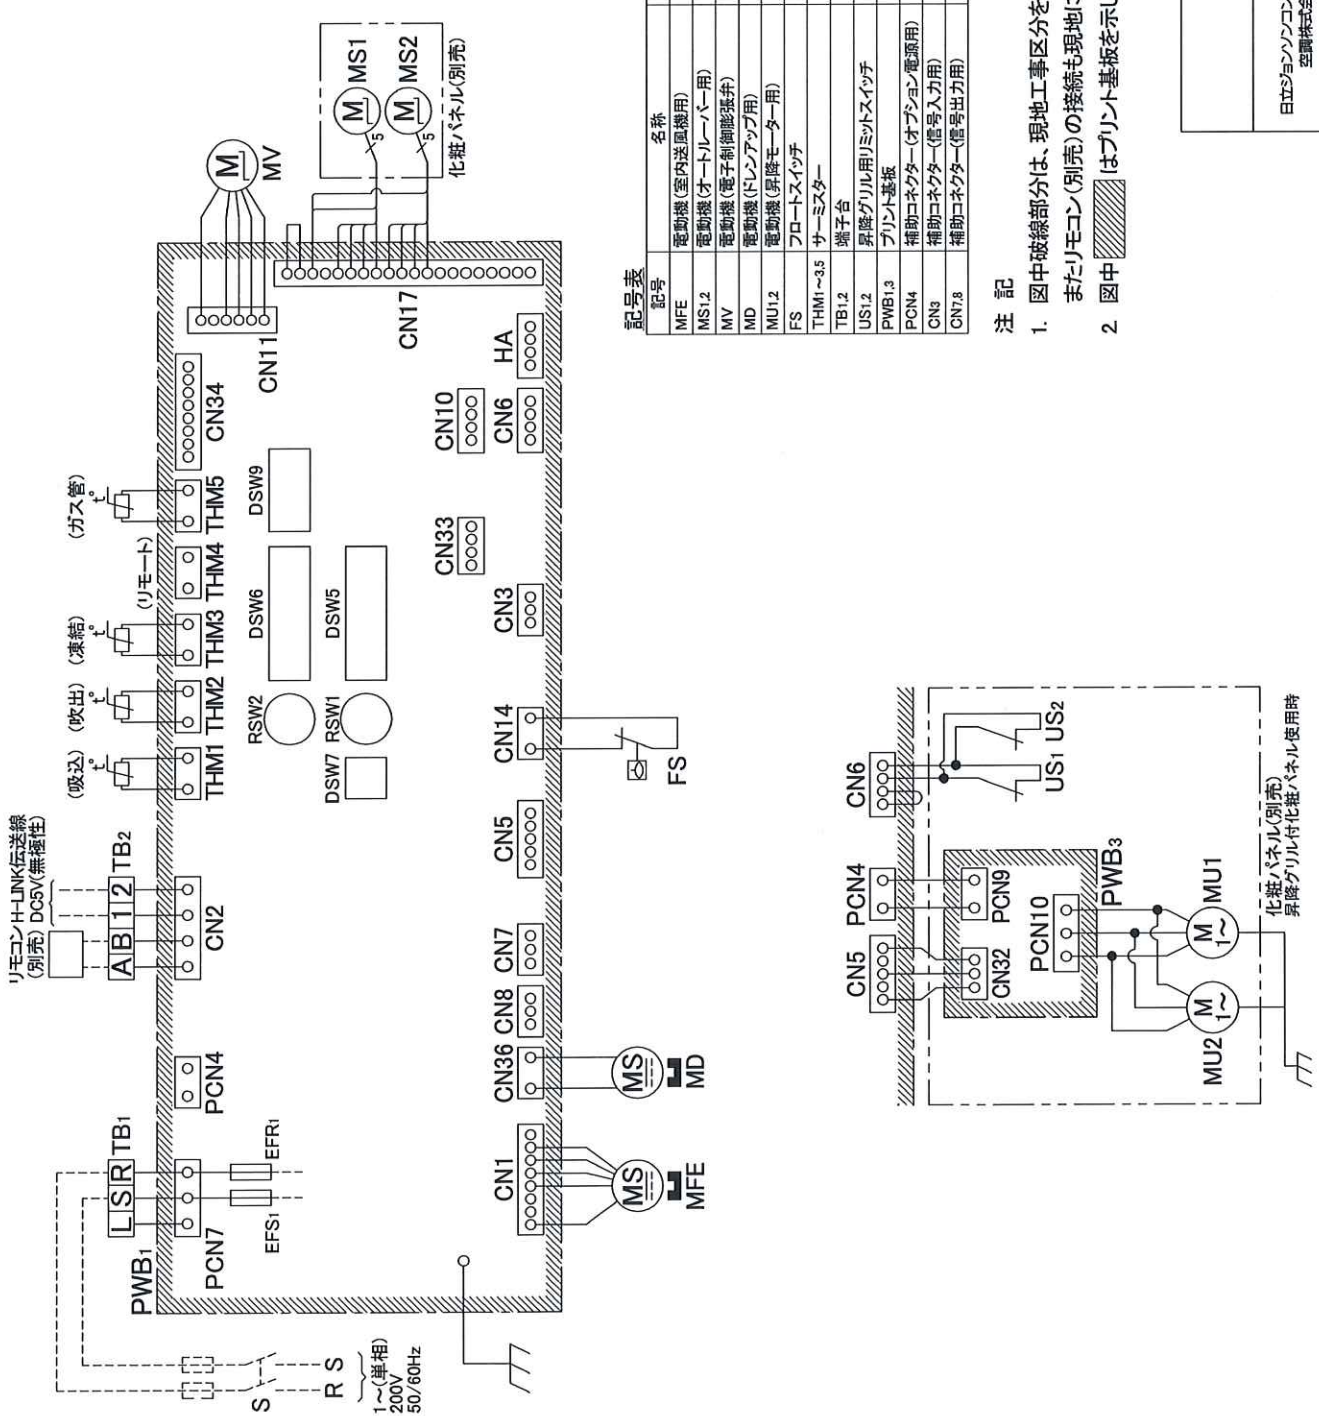 リモコン H-LINK伝送線
(別売) DC5V(無極性)
A B 1 2 TB2
L S R TB1
PWB1
PCN7
EFS1
EFR1
PCN4
CN2
(吸込)
t°
THM1
(吹出)
t°
THM2
(凍結)
t°
THM3
(リモート)
THM4
(ガス管)
t°
THM5
CN34
CN11
M
MV
S
R S
1～(単相)
200V
50/60Hz
DSW7
RSW1
RSW2
DSW6
DSW5
DSW9
CN33
CN10
CN17
M MS1
M MS2
5
5
化粧パネル(別売)
CN1
CN36
CN8
CN7
CN5
CN14
CN3
CN6
HA
MS
MFE
MS
MD
FS
CN5
PCN4
CN6
CN32
PCN9
PCN10
PWB3
US1
US2
M
1～
MU2
M
1～
MU1
化粧パネル(別売)
昇降グリル付化粧パネル使用時
記号表
記号 名称
MFE 電動機(室内送風機用)
MS1,2 電動機(オートルーバー用)
MV 電動機(電子制御膨張弁)
MD 電動機(ドレンアップ用)
MU1,2 電動機(昇降モーター用)
FS フロートスイッチ
THM1～3,5 サーミスター
TB1,2 端子台
US1,2 昇降グリル用リミットスイッチ
PWB1,3 プリント基板
PCN4 補助コネクター(オプション電源用)
CN3 補助コネクター(信号入力用)
CN7,8 補助コネクター(信号出力用)
注 記
1. 図中破線部分は、現地工事区分を
またリモコン(別売)の接続も現地に
2. 図中 はプリント基板を示し
日立ジョンソンコン
空調株式会